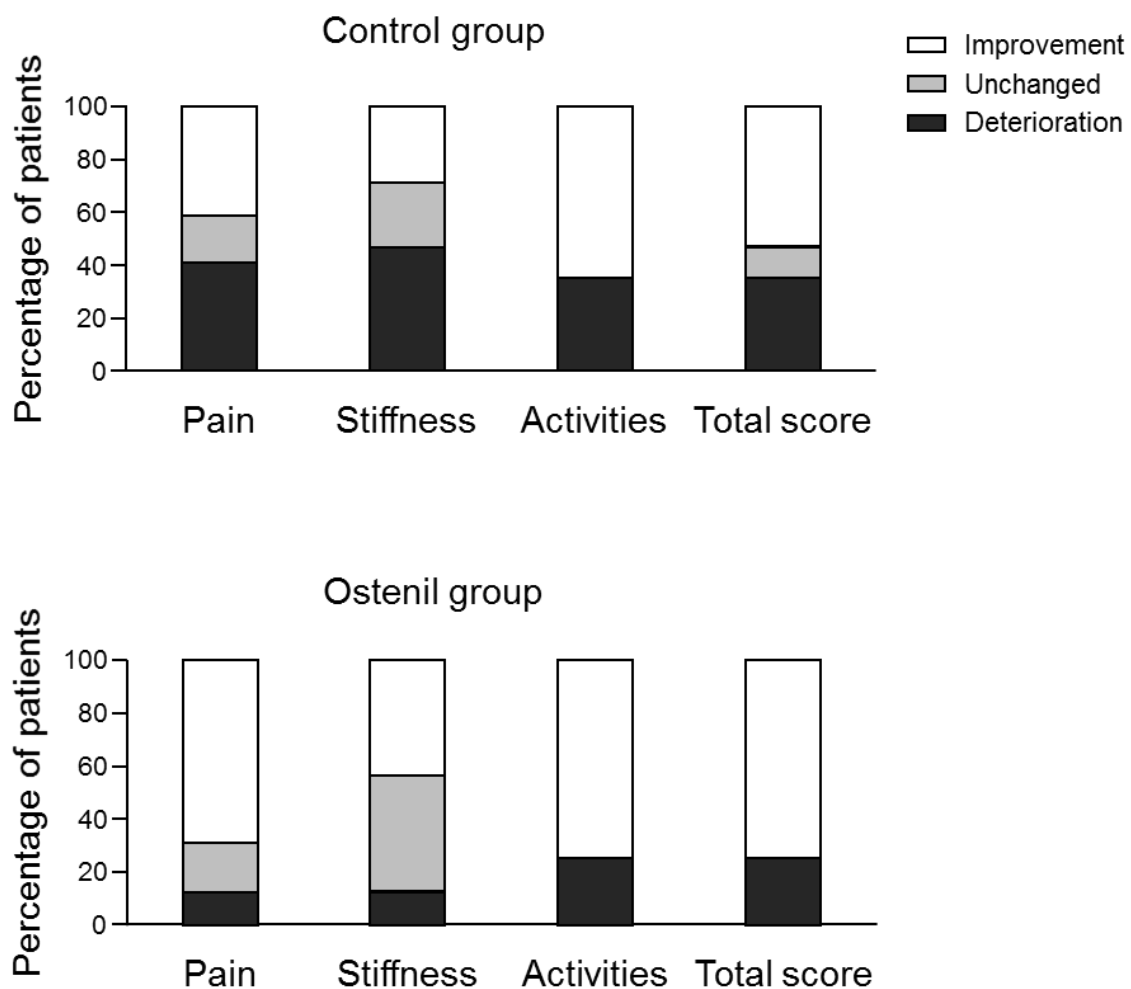 Control group
Improvement
Unchanged
Deterioration
Percentage of patients
100
80
60
40
20
0
Pain Stiffness Activities Total score
Ostenil group
Percentage of patients
100
80
60
40
20
0
Pain Stiffness Activities Total score